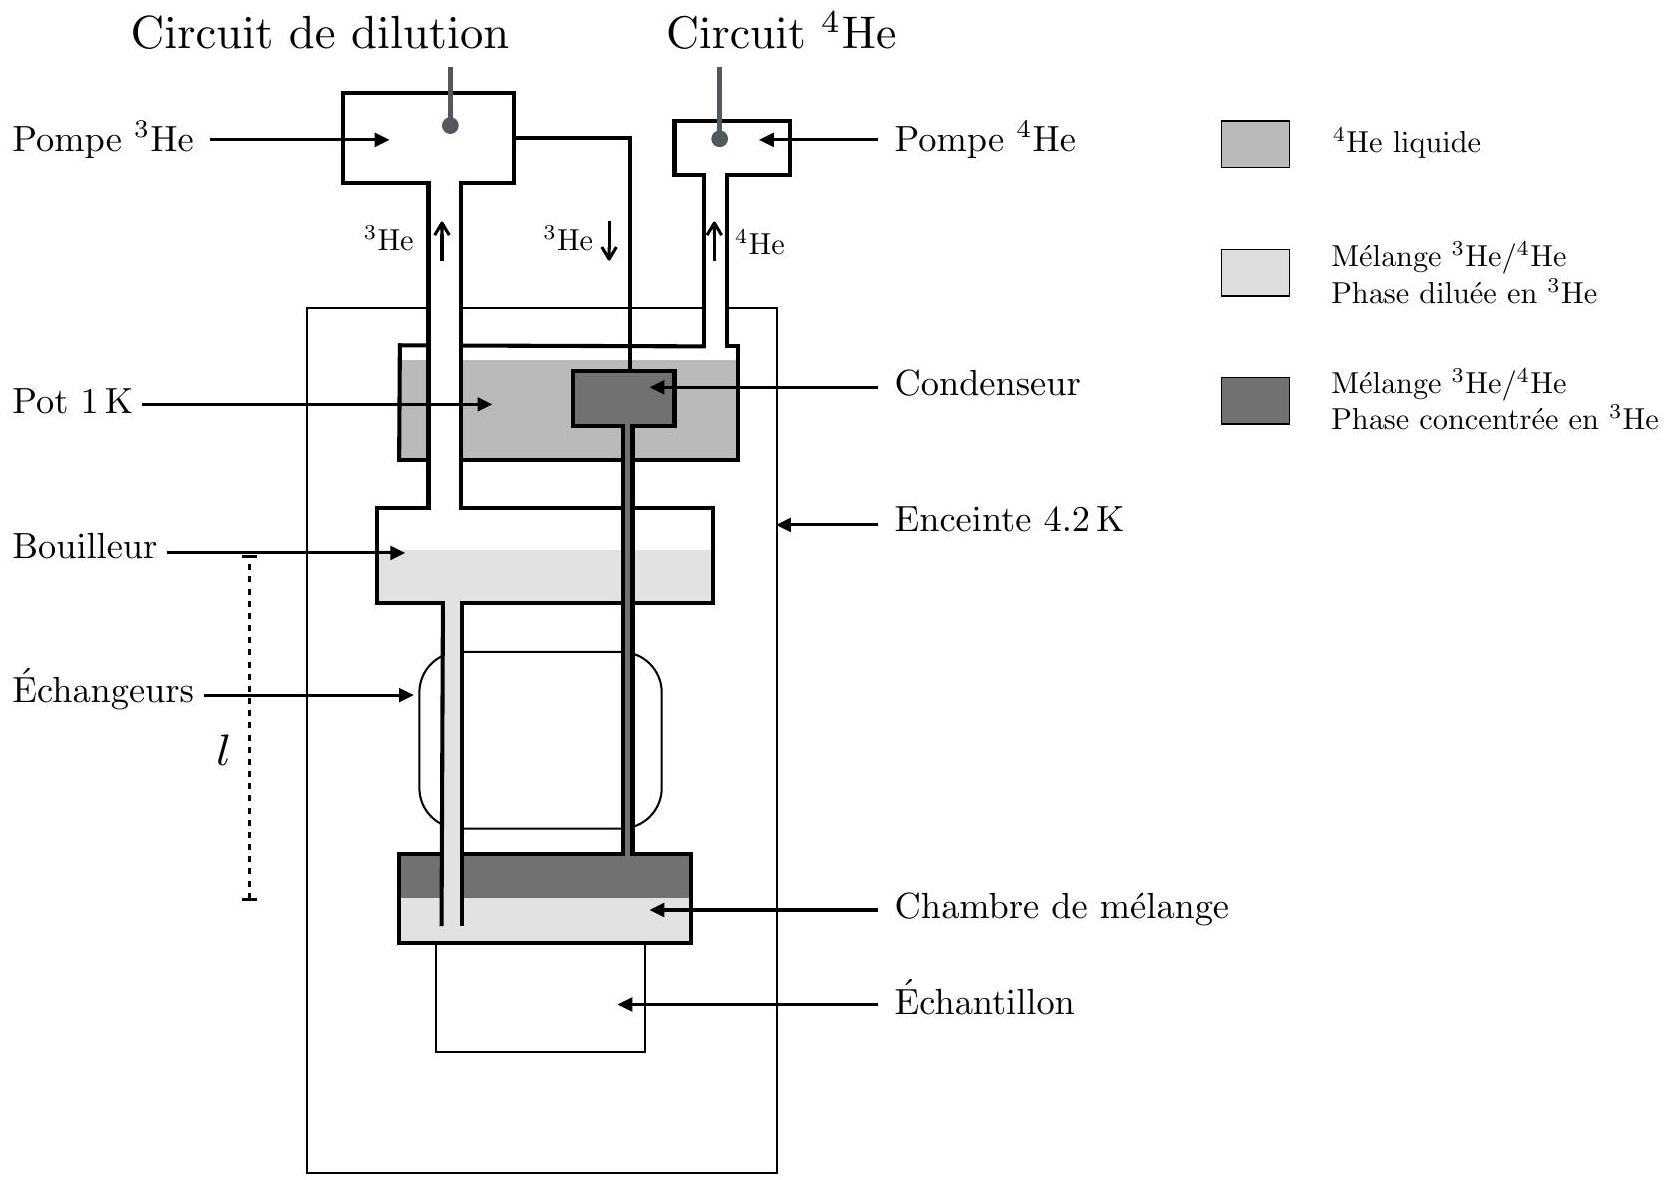 Circuit de dilution
Circuit ⁴He
Pompe ³He
Pompe ⁴He
⁴He liquide
³He
³He
⁴He
Mélange ³He/⁴He
Phase diluée en ³He
Pot 1 K
Condenseur
Mélange ³He/⁴He
Phase concentrée en ³He
Enceinte 4.2 K
Bouilleur
Échangeurs
l
Chambre de mélange
Échantillon